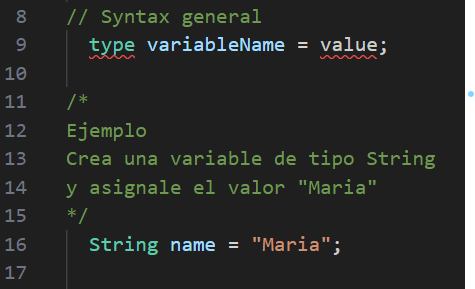 8 // Syntax general
9 type variableName = value;
10
11 /*
12 Ejemplo
13 Crea una variable de tipo String
14 y asignale el valor "Maria"
15 */
16 String name = "Maria";
17